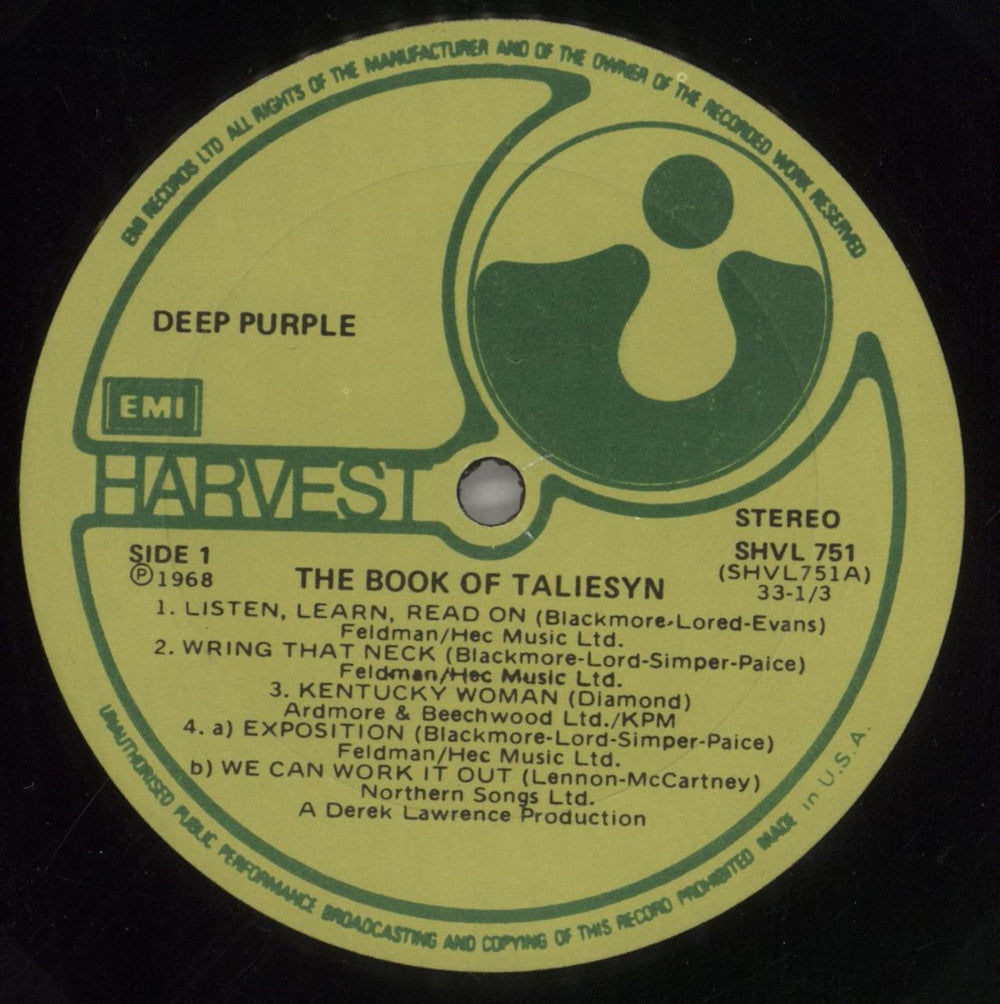 EMI RECORDS LTD ALL RIGHTS OF THE MANUFACTURER AND OF THE OWNER OF THE RECORDED WORK RESERVED
DEEP PURPLE
EMI
HARVEST
STEREO
SIDE 1
SHVL 751
℗1968
(SHVL751A)
33-1/3
THE BOOK OF TALIESYN
1. LISTEN, LEARN, READ ON (Blackmore-Lored-Evans)
Feldman/Hec Music Ltd.
2. WRING THAT NECK (Blackmore-Lord-Simper-Paice)
Feldman/Hec Music Ltd.
3. KENTUCKY WOMAN (Diamond)
Ardmore & Beechwood Ltd./KPM
4. a) EXPOSITION (Blackmore-Lord-Simper-Paice)
Feldman/Hec Music Ltd.
b) WE CAN WORK IT OUT (Lennon-McCartney)
Northern Songs Ltd.
A Derek Lawrence Production
UNAUTHORISED PUBLIC PERFORMANCE BROADCASTING AND COPYING OF THIS RECORD PROHIBITED MADE in U.S.A.